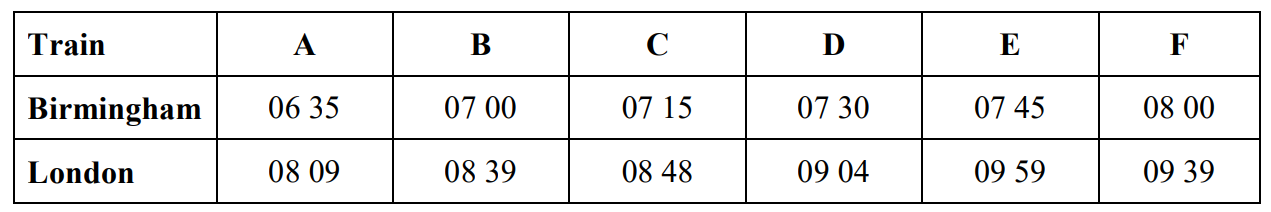 Train A B C D E F
Birmingham 06 35 07 00 07 15 07 30 07 45 08 00
London 08 09 08 39 08 48 09 04 09 59 09 39